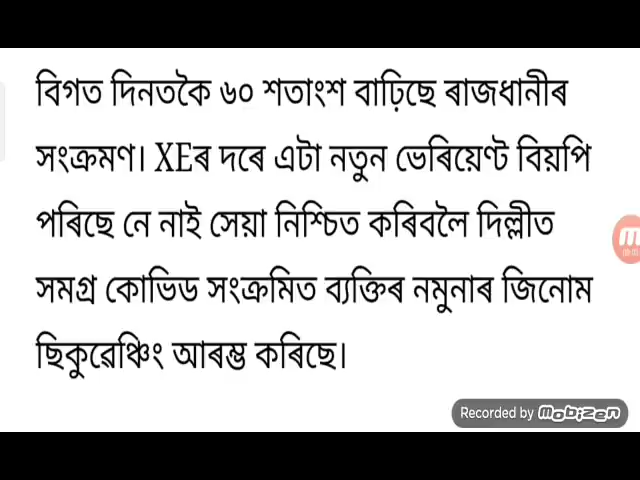 বিগত দিনতকৈ ৬০ শতাংশ বাঢ়িছে ৰাজধানীৰ
সংক্ৰমণ। XEৰ দৰে এটা নতুন ভেৰিয়েণ্ট বিয়পি
পৰিছে নে নাই সেয়া নিশ্চিত কৰিবলৈ দিল্লীত
সমগ্ৰ কোভিড সংক্ৰমিত ব্যক্তিৰ নমুনাৰ জিনোম
ছিকুৱেঞ্চিং আৰম্ভ কৰিছে।
Recorded by Mobizen